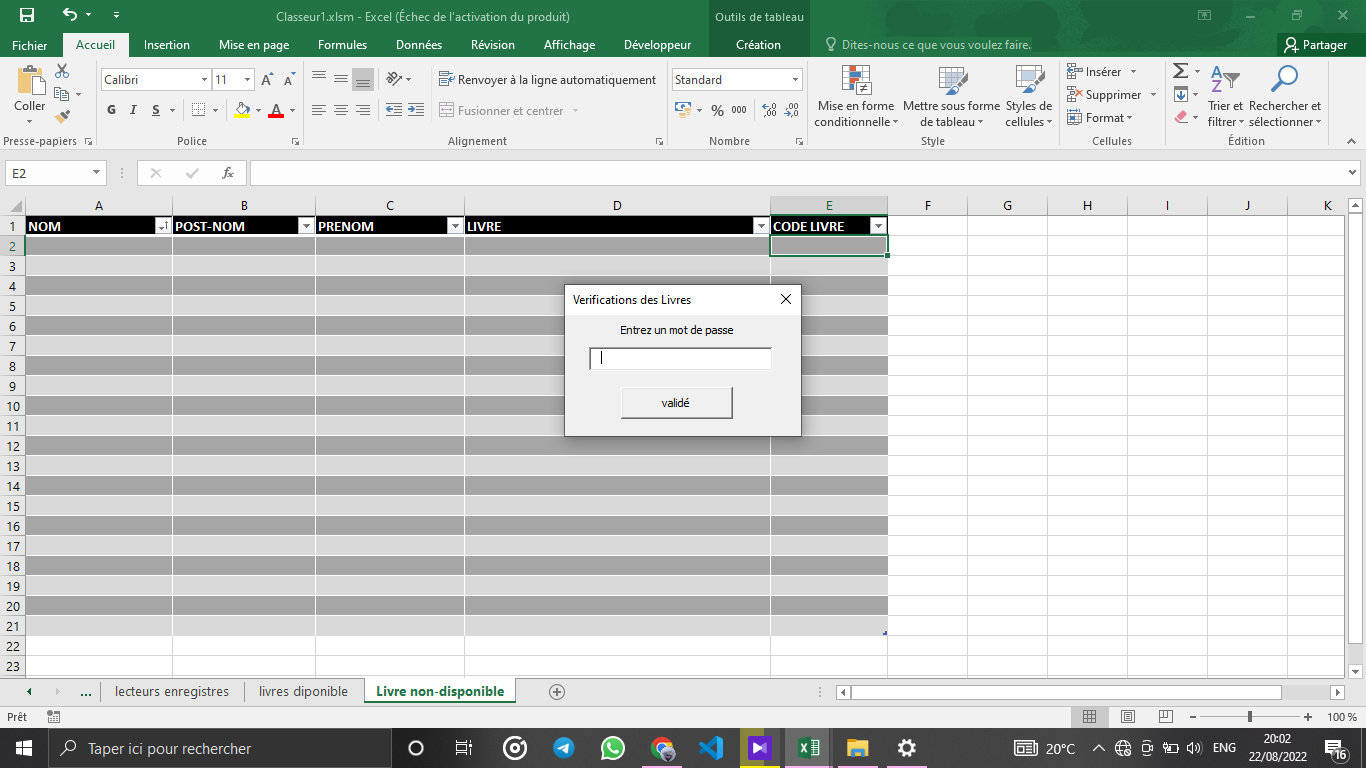 Classeur1.xlsm - Excel (Échec de l'activation du produit)
Outils de tableau
Fichier Accueil Insertion Mise en page Formules Données Révision Affichage Développeur Création Dites-nous ce que vous voulez faire. Partager
Coller
Presse-papiers
Calibri 11
G I S
Police
Renvoyer à la ligne automatiquement
Fusionner et centrer
Alignement
Standard
% 000
Nombre
Mise en forme conditionnelle
Mettre sous forme de tableau
Styles de cellules
Style
Insérer
Supprimer
Format
Cellules
Trier et filtrer
Rechercher et sélectionner
Édition
E2 fx
A B C D E F G H I J K
1 NOM POST-NOM PRENOM LIVRE CODE LIVRE
2
3
4
5
6
7
8
9
10
11
12
13
14
15
16
17
18
19
20
21
22
23
Verifications des Livres
Entrez un mot de passe
validé
... lecteurs enregistres livres diponible Livre non-disponible
Prêt 100 %
Taper ici pour rechercher 20°C ENG 20:02
22/08/2022 16